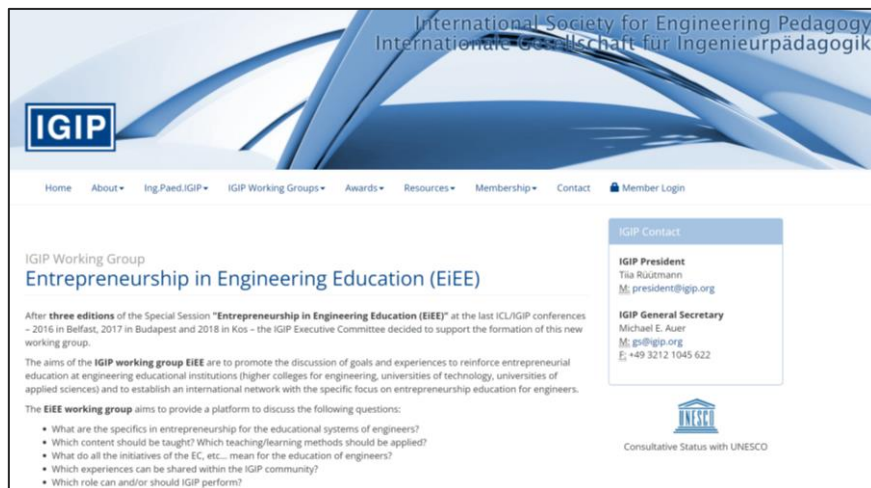 International Society for Engineering Pedagogy
Internationale Gesellschaft für Ingenieurpädagogik
IGIP
Home About Ing.Paed.IGIP IGIP Working Groups Awards Resources Membership Contact Member Login
IGIP Working Group
Entrepreneurship in Engineering Education (EiEE)
After three editions of the Special Session "Entrepreneurship in Engineering Education (EiEE)" at the last ICL/IGIP conferences
– 2016 in Belfast, 2017 in Budapest and 2018 in Kos – the IGIP Executive Committee decided to support the formation of this new
working group.
The aims of the IGIP working group EiEE are to promote the discussion of goals and experiences to reinforce entrepreneurial
education at engineering educational institutions (higher colleges for engineering, universities of technology, universities of
applied sciences) and to establish an international network with the specific focus on entrepreneurship education for engineers.
The EiEE working group aims to provide a platform to discuss the following questions:
• What are the specifics in entrepreneurship for the educational systems of engineers?
• Which content should be taught? Which teaching/learning methods should be applied?
• What do all the initiatives of the EC, etc... mean for the education of engineers?
• Which experiences can be shared within the IGIP community?
• Which role can and/or should IGIP perform?
IGIP Contact
IGIP President
Tiia Rüütmann
M: president@igip.org
IGIP General Secretary
Michael E. Auer
M: gs@igip.org
F: +49 3212 1045 622
UNESCO
Consultative Status with UNESCO